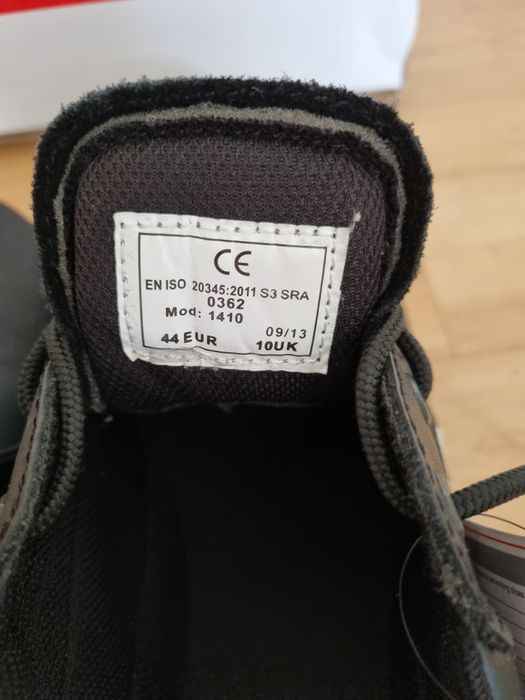 CE
EN ISO 20345:2011 S3 SRA
0362
Mod: 1410
09/13
44 EUR 10UK